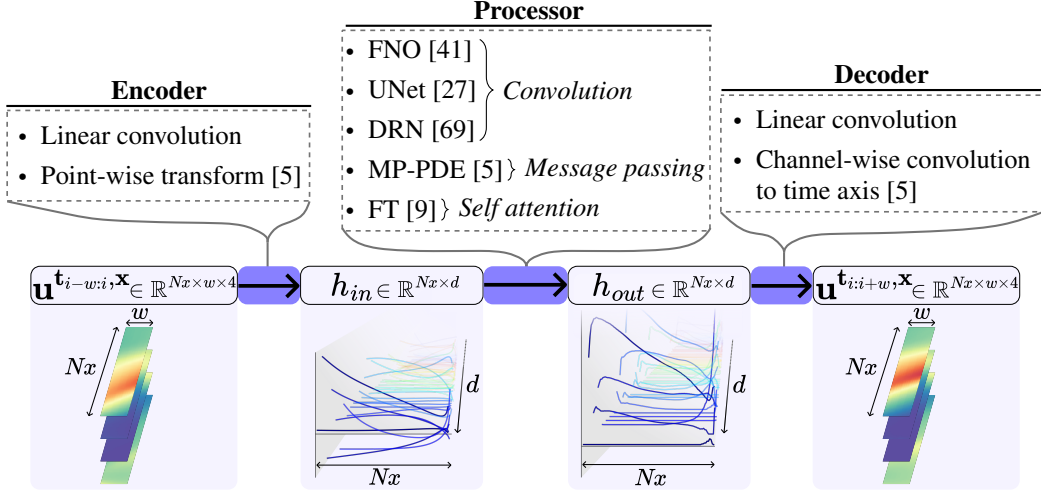 Processor
• FNO [41]
• UNet [27]
• DRN [69]
} Convolution
• MP-PDE [5] } Message passing
• FT [9] } Self attention
Encoder
• Linear convolution
• Point-wise transform [5]
Decoder
• Linear convolution
• Channel-wise convolution
to time axis [5]
𝐮^{𝐭_{i−w:i},𝐱} ∈ ℝ^{Nx×w×4}
h_{in} ∈ ℝ^{Nx×d}
h_{out} ∈ ℝ^{Nx×d}
𝐮^{𝐭_{i:i+w},𝐱} ∈ ℝ^{Nx×w×4}
w
Nx
d
Nx
d
Nx
w
Nx